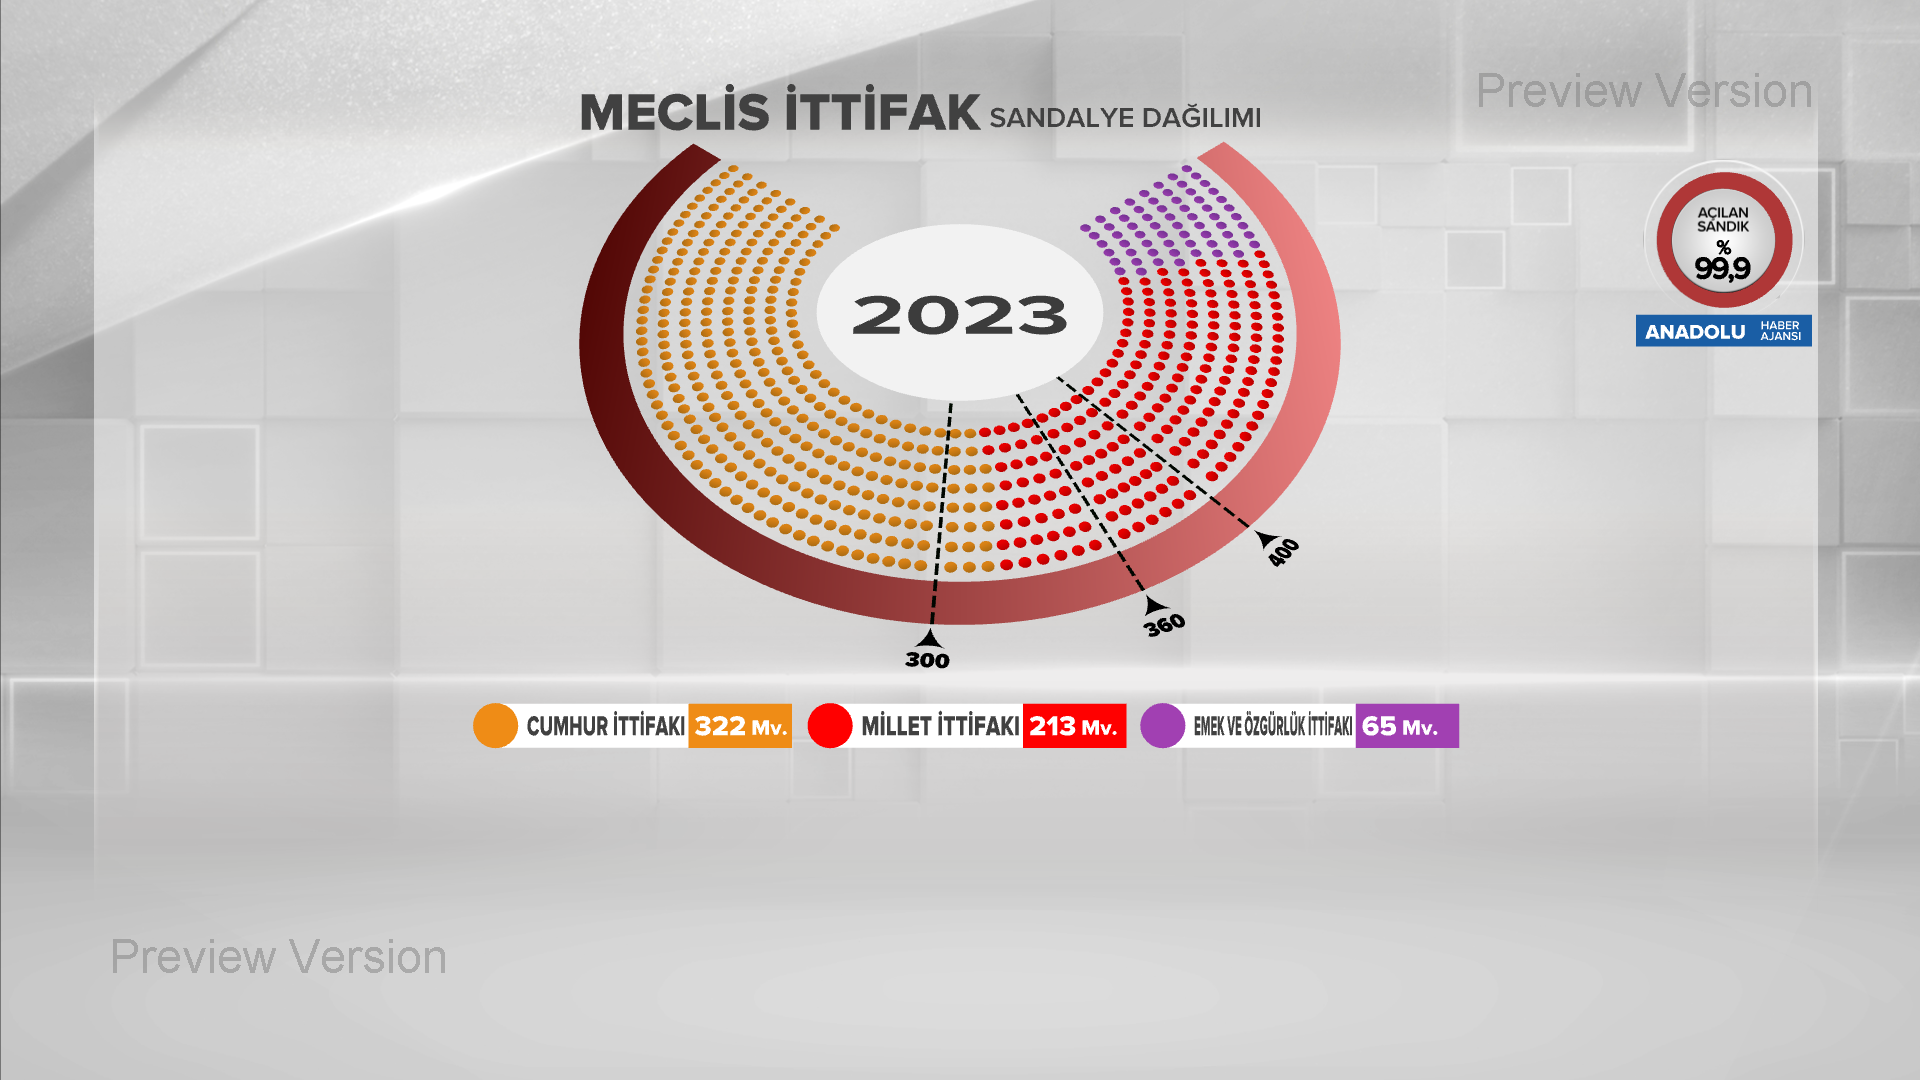 Preview Version
MECLİS İTTİFAK SANDALYE DAĞILIMI
AÇILAN
SANDIK
%
99,9
ANADOLU HABER AJANSI
2023
400
360
300
CUMHUR İTTİFAKI 322 Mv.
MİLLET İTTİFAKI 213 Mv.
EMEK VE ÖZGÜRLÜK İTTİFAKI 65 Mv.
Preview Version